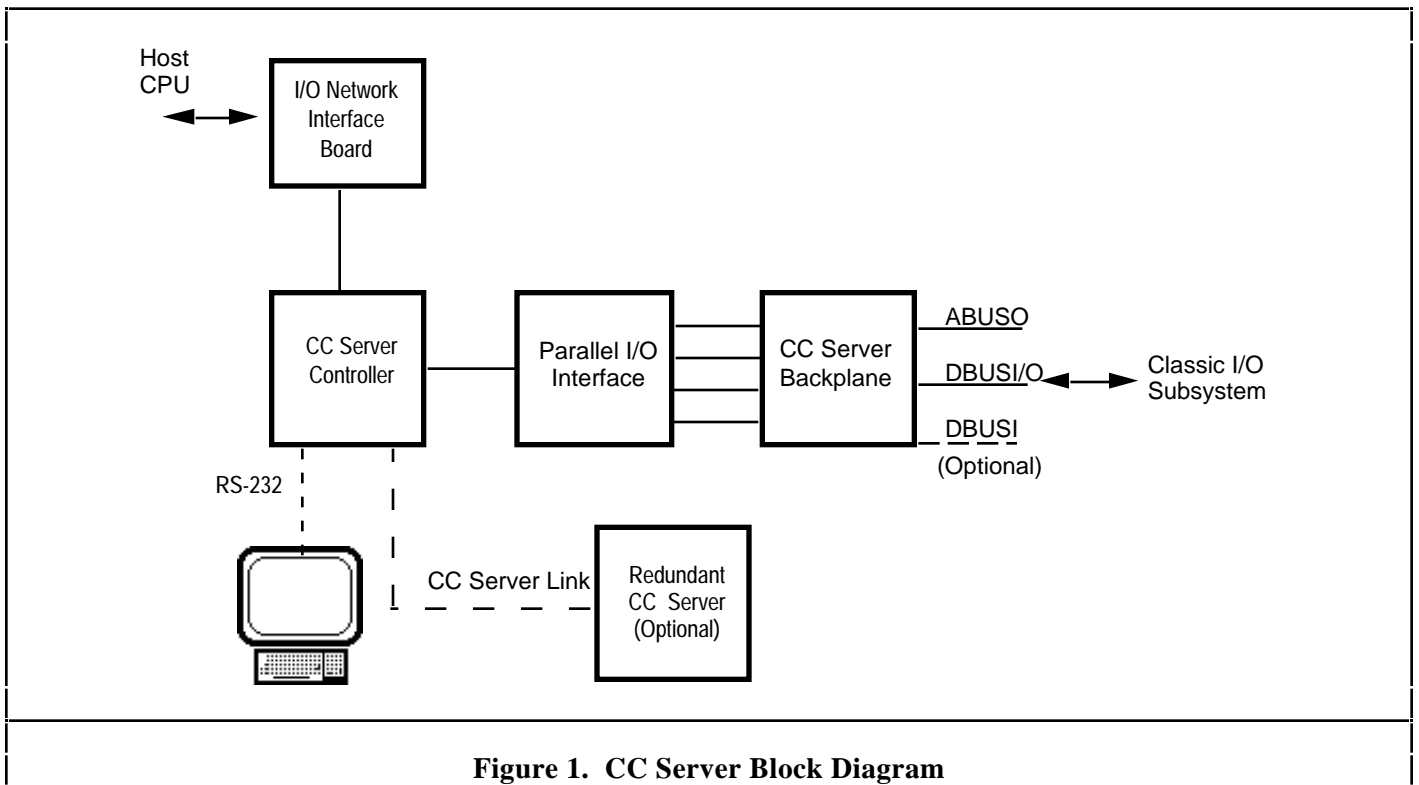 Host
CPU
I/O Network
Interface
Board
CC Server
Controller
Parallel I/O
Interface
CC Server
Backplane
ABUSO
DBUSI/O
DBUSI
(Optional)
Classic I/O
Subsystem
RS-232
CC Server Link
Redundant
CC Server
(Optional)
Figure 1. CC Server Block Diagram